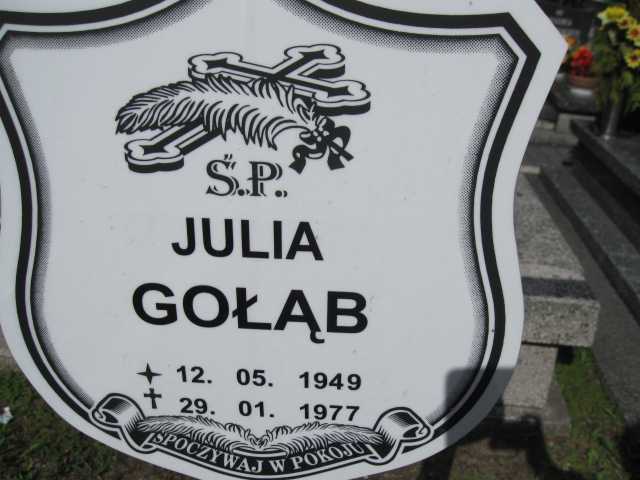 Ś.P.
JULIA
GOŁĄB
12. 05. 1949
29. 01. 1977
SPOCZYWAJ W POKOJU